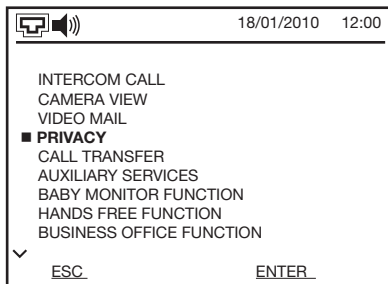 18/01/2010 12:00
INTERCOM CALL
CAMERA VIEW
VIDEO MAIL
PRIVACY
CALL TRANSFER
AUXILIARY SERVICES
BABY MONITOR FUNCTION
HANDS FREE FUNCTION
BUSINESS OFFICE FUNCTION
ESC ENTER